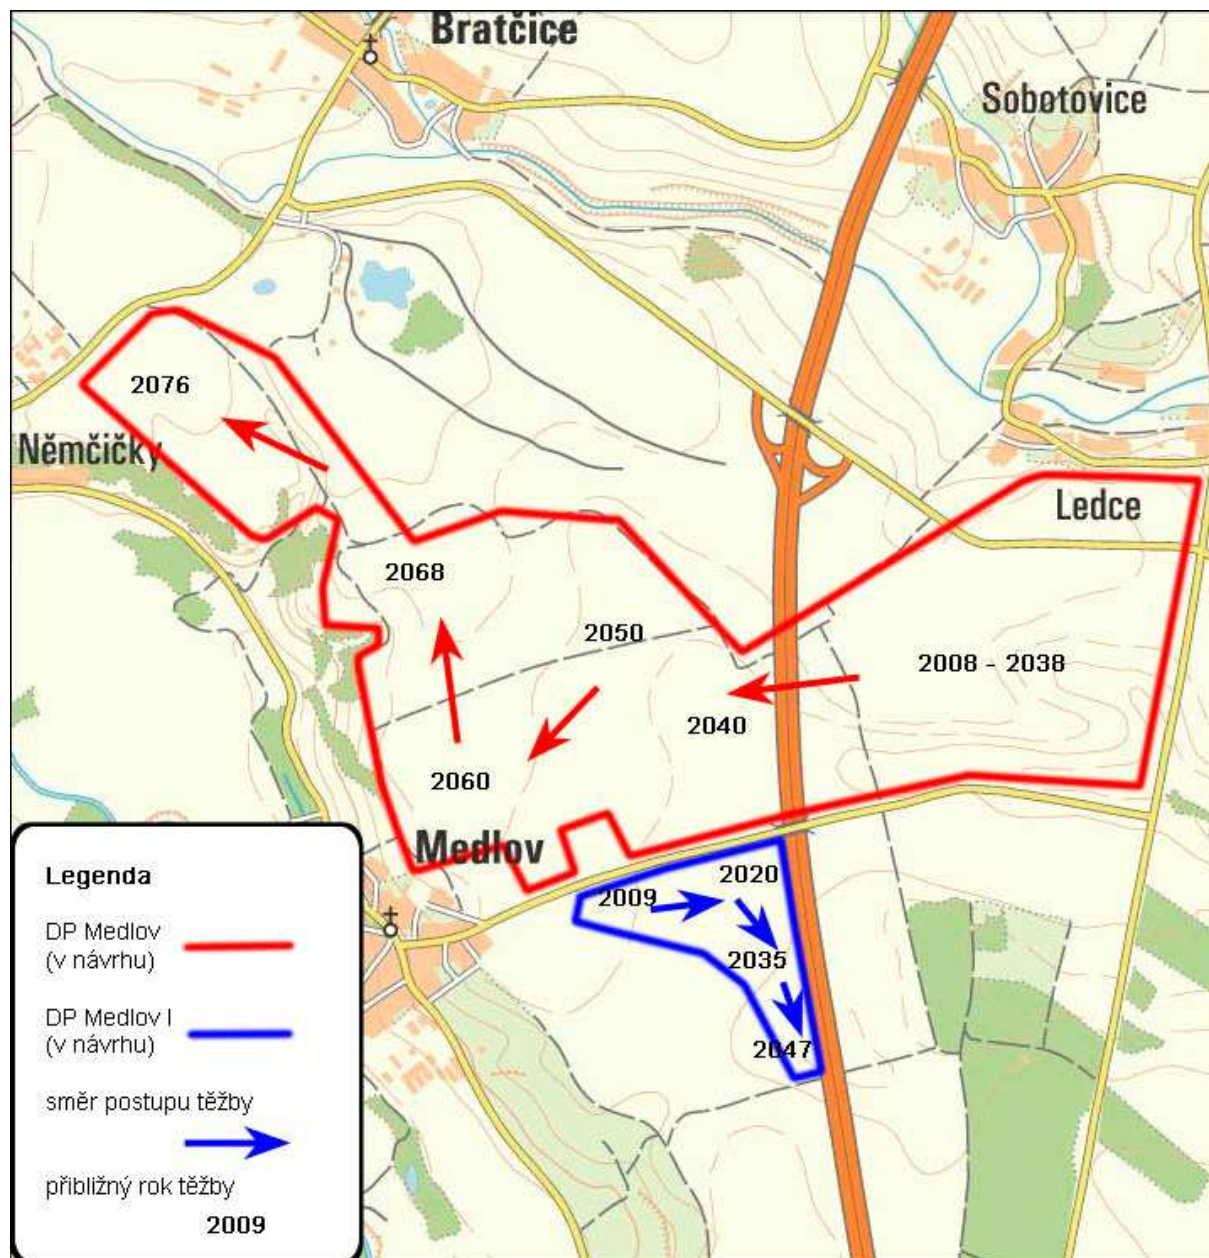 Bratčice
Sobotovice
2076
Němčičky
Ledce
2068
2050
2008 - 2038
2040
2060
Medlov
2020
2009
2035
2047
Legenda
DP Medlov
(v návrhu)
DP Medlov I
(v návrhu)
směr postupu těžby
přibližný rok těžby
2009